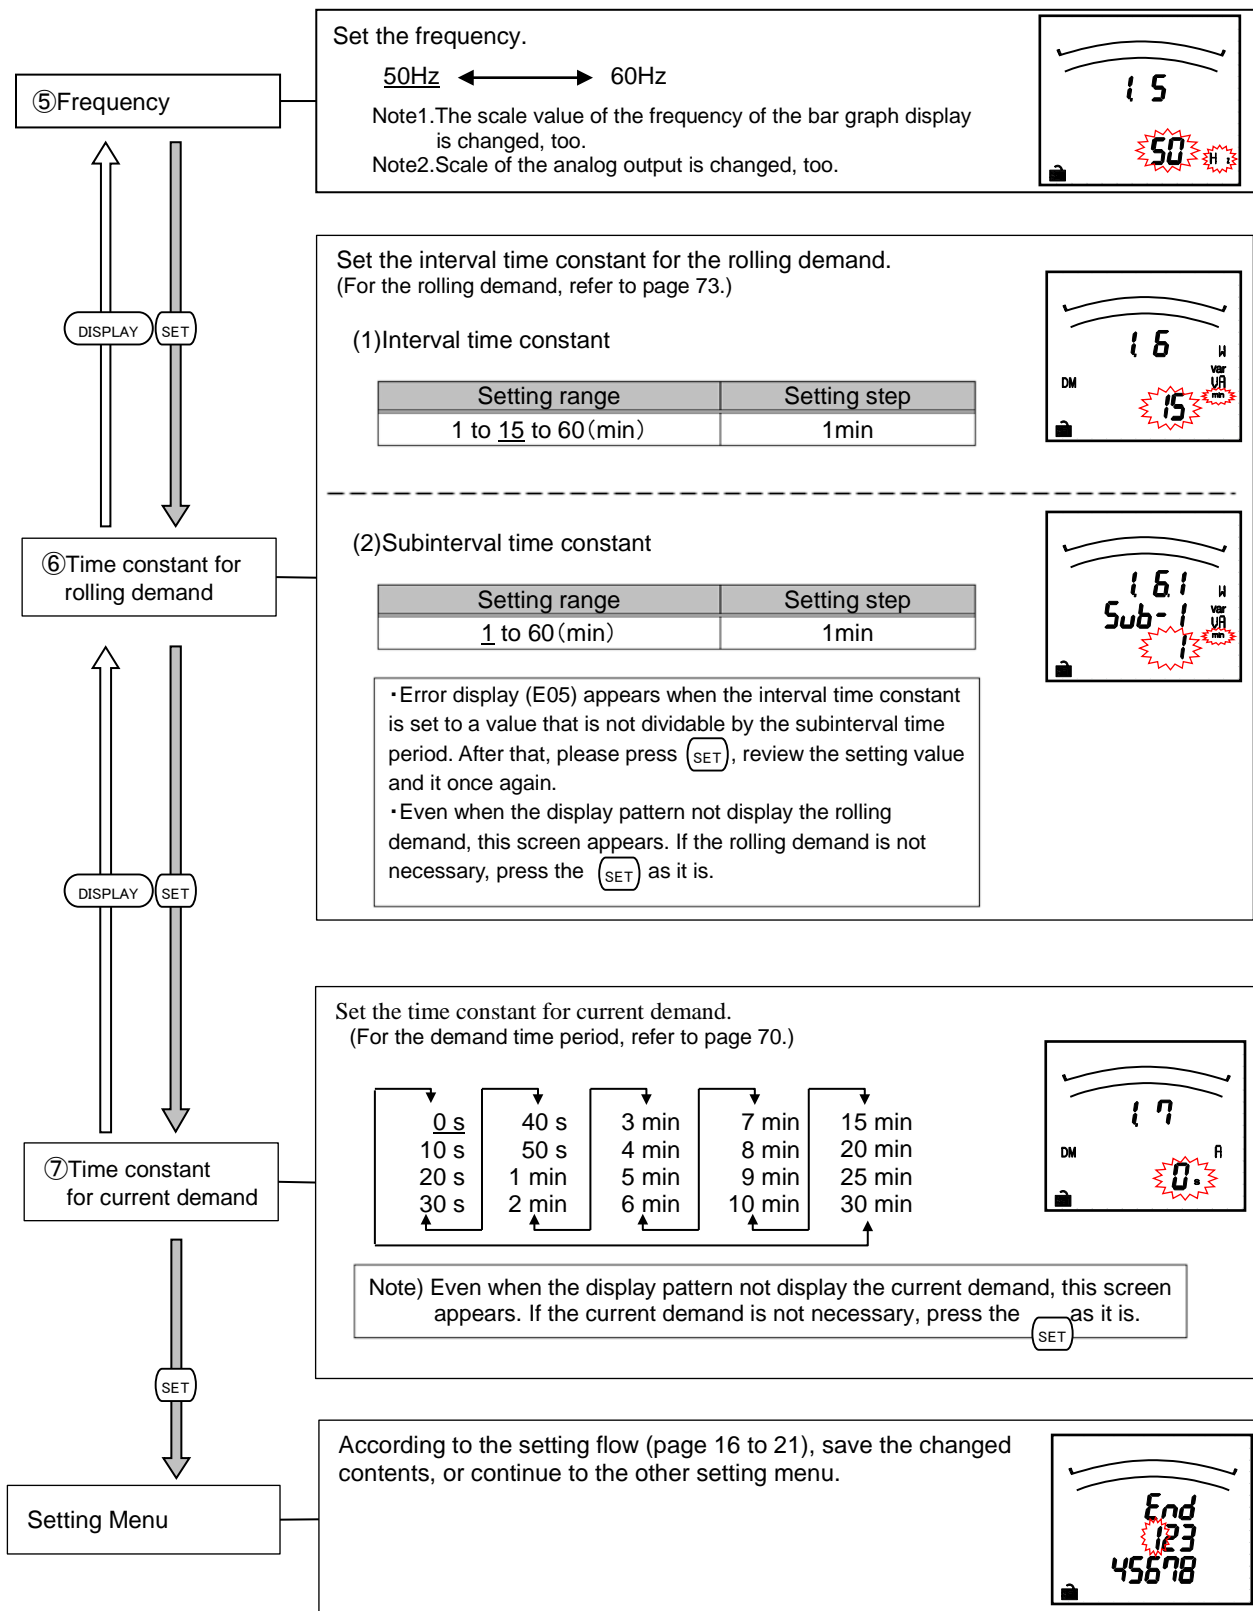 ⑤Frequency
Set the frequency.
50Hz 60Hz
Note1.The scale value of the frequency of the bar graph display
is changed, too.
Note2.Scale of the analog output is changed, too.
1.5
50 Hz
DISPLAY SET
Set the interval time constant for the rolling demand.
(For the rolling demand, refer to page 73.)
(1)Interval time constant
Setting range Setting step
1 to 15 to 60(min) 1min
1.6
W
var
DM VA
15 min
⑥Time constant for
rolling demand
(2)Subinterval time constant
Setting range Setting step
1 to 60(min) 1min
1.6.1 W
Sub-1 var
VA
1 min
・Error display (E05) appears when the interval time constant
is set to a value that is not dividable by the subinterval time
period. After that, please press SET, review the setting value
and it once again.
・Even when the display pattern not display the rolling
demand, this screen appears. If the rolling demand is not
necessary, press the SET as it is.
DISPLAY SET
⑦Time constant
for current demand
Set the time constant for current demand.
(For the demand time period, refer to page 70.)
0 s 40 s 3 min 7 min 15 min
10 s 50 s 4 min 8 min 20 min
20 s 1 min 5 min 9 min 25 min
30 s 2 min 6 min 10 min 30 min
1.7
DM A
0 s
Note) Even when the display pattern not display the current demand, this screen
appears. If the current demand is not necessary, press the SET as it is.
SET
Setting Menu
According to the setting flow (page 16 to 21), save the changed
contents, or continue to the other setting menu.
End
123
45678